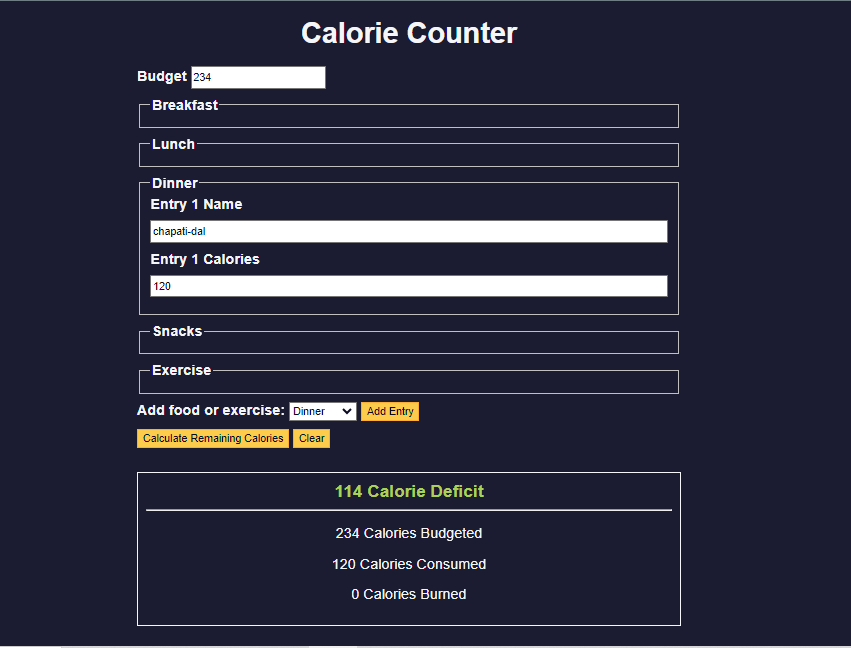 Calorie Counter
Budget 234
Breakfast
Lunch
Dinner
Entry 1 Name
chapati-dal
Entry 1 Calories
120
Snacks
Exercise
Add food or exercise: Dinner Add Entry
Calculate Remaining Calories Clear
114 Calorie Deficit
234 Calories Budgeted
120 Calories Consumed
0 Calories Burned